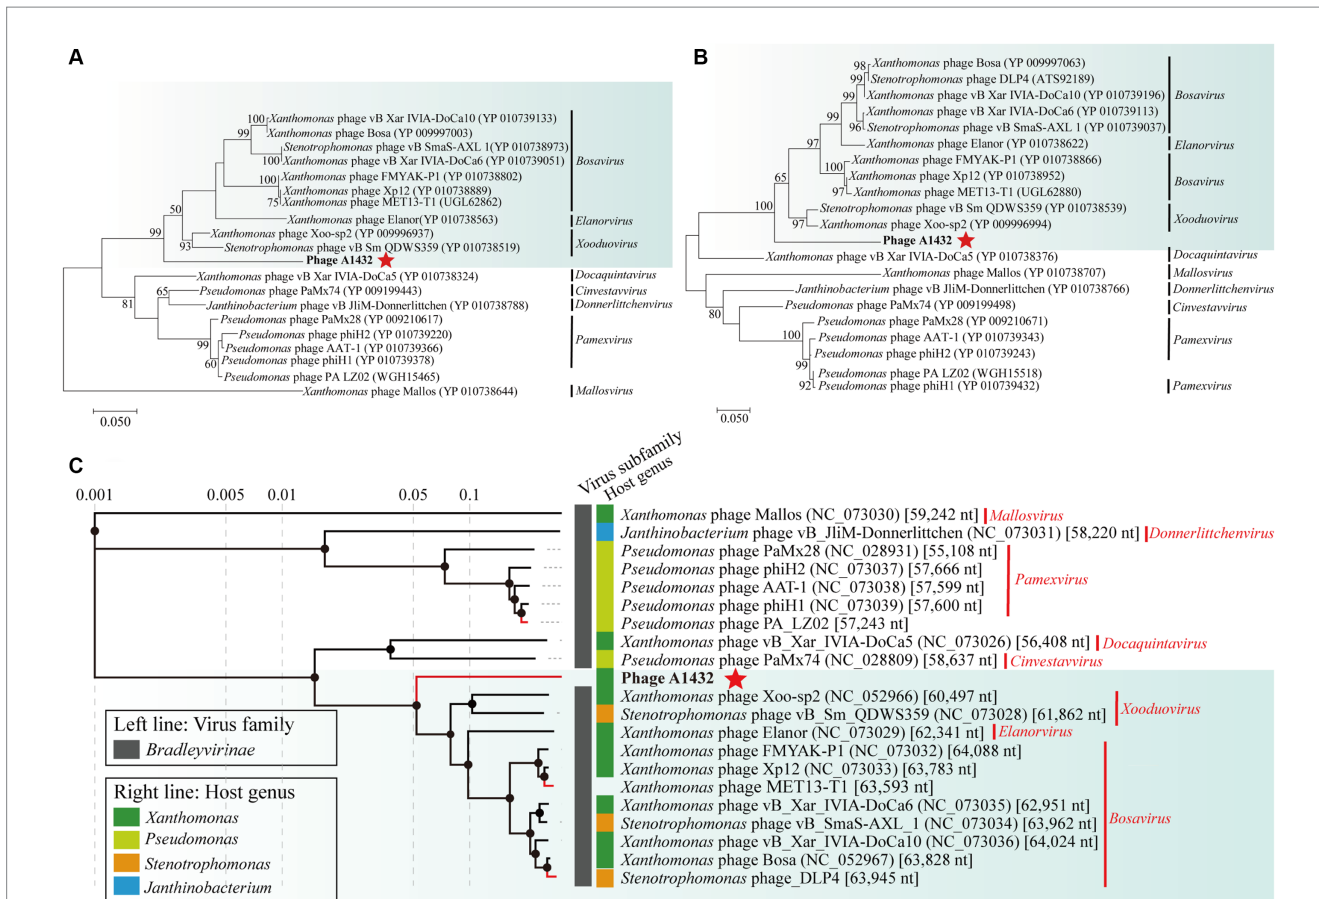 A
100
Xanthomonas phage vB Xar IVIA-DoCa10 (YP 010739133)
99
Xanthomonas phage Bosa (YP 009997003)
Stenotrophomonas phage vB SmaS-AXL 1(YP 010738973)
100
Xanthomonas phage vB Xar IVIA-DoCa6 (YP 010739051)
Bosavirus
100
Xanthomonas phage FMYAK-P1 (YP 010738802)
Xanthomonas phage Xp12 (YP 010738889)
75
Xanthomonas phage MET13-T1 (UGL62862)
50
Xanthomonas phage Elanor(YP 010738563)
Elanorvirus
99
Xanthomonas phage Xoo-sp2 (YP 009996937)
93
Stenotrophomonas phage vB Sm QDWS359 (YP 010738519)
Xooduovirus
Phage A1432
Xanthomonas phage vB Xar IVIA-DoCa5 (YP 010738324)
Docaquintavirus
81
65
Pseudomonas phage PaMx74 (YP 009199443)
Cinvestavvirus
Janthinobacterium phage vB JliM-Donnerlittchen (YP 010738788)
Donnerlittchenvirus
Pseudomonas phage PaMx28 (YP 009210617)
Pseudomonas phage phiH2 (YP 010739220)
99
Pseudomonas phage AAT-1 (YP 010739366)
Pamexvirus
60
Pseudomonas phage phiH1 (YP 010739378)
Pseudomonas phage PA LZ02 (WGH15465)
Xanthomonas phage Mallos (YP 010738644)
Mallosvirus
0.050
B
98
Xanthomonas phage Bosa (YP 009997063)
99
Stenotrophomonas phage DLP4 (ATS92189)
99
Xanthomonas phage vB Xar IVIA-DoCa10 (YP 010739196)
Bosavirus
99
Xanthomonas phage vB Xar IVIA-DoCa6 (YP 010739113)
96
Stenotrophomonas phage vB SmaS-AXL 1 (YP 010739037)
97
Xanthomonas phage Elanor (YP 010738622)
Elanorvirus
Xanthomonas phage FMYAK-P1 (YP 010738866)
100
Xanthomonas phage Xp12 (YP 010738952)
Bosavirus
65
97
Xanthomonas phage MET13-T1 (UGL62880)
100
Stenotrophomonas phage vB Sm QDWS359 (YP 010738539)
97
Xanthomonas phage Xoo-sp2 (YP 009996994)
Xooduovirus
Phage A1432
Xanthomonas phage vB Xar IVIA-DoCa5 (YP 010738376)
Docaquintavirus
Xanthomonas phage Mallos (YP 010738707)
Mallosvirus
Janthinobacterium phage vB JliM-Donnerlittchen (YP 010738766)
Donnerlittchenvirus
80
Pseudomonas phage PaMx74 (YP 009199498)
Cinvestavvirus
Pseudomonas phage PaMx28 (YP 009210671)
100
Pseudomonas phage AAT-1 (YP 010739343)
Pamexvirus
99
Pseudomonas phage phiH2 (YP 010739243)
Pseudomonas phage PA LZ02 (WGH15518)
92
Pseudomonas phage phiH1 (YP 010739432)
Pamexvirus
0.050
C
0.001 0.005 0.01 0.05 0.1
Virus subfamily
Host genus
Xanthomonas phage Mallos (NC_073030) [59,242 nt] Mallosvirus
Janthinobacterium phage vB_JliM-Donnerlittchen (NC_073031) [58,220 nt] Donnerlittchenvirus
Pseudomonas phage PaMx28 (NC_028931) [55,108 nt]
Pseudomonas phage phiH2 (NC_073037) [57,666 nt]
Pamexvirus
Pseudomonas phage AAT-1 (NC_073038) [57,599 nt]
Pseudomonas phage phiH1 (NC_073039) [57,600 nt]
Pseudomonas phage PA_LZ02 [57,243 nt]
Xanthomonas phage vB_Xar_IVIA-DoCa5 (NC_073026) [56,408 nt] Docaquintavirus
Pseudomonas phage PaMx74 (NC_028809) [58,637 nt] Cinvestavvirus
Phage A1432
Xanthomonas phage Xoo-sp2 (NC_052966) [60,497 nt]
Xooduovirus
Stenotrophomonas phage vB_Sm_QDWS359 (NC_073028) [61,862 nt]
Xanthomonas phage Elanor (NC_073029) [62,341 nt] Elanorvirus
Xanthomonas phage FMYAK-P1 (NC_073032) [64,088 nt]
Xanthomonas phage Xp12 (NC_073033) [63,783 nt]
Xanthomonas phage MET13-T1 [63,593 nt]
Xanthomonas phage vB_Xar_IVIA-DoCa6 (NC_073035) [62,951 nt]
Bosavirus
Stenotrophomonas phage vB_SmaS-AXL_1 (NC_073034) [63,962 nt]
Xanthomonas phage vB_Xar_IVIA-DoCa10 (NC_073036) [64,024 nt]
Xanthomonas phage Bosa (NC_052967) [63,828 nt]
Stenotrophomonas phage_DLP4 [63,945 nt]
Left line: Virus family
Bradleyvirinae
Right line: Host genus
Xanthomonas
Pseudomonas
Stenotrophomonas
Janthinobacterium